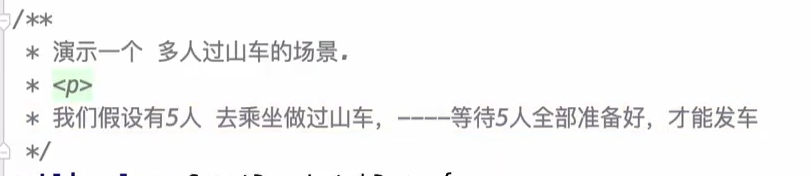 /**
* 演示一个 多人过山车的场景.
* <p>
* 我们假设有5人 去乘坐做过山车，----等待5人全部准备好，才能发车
*/